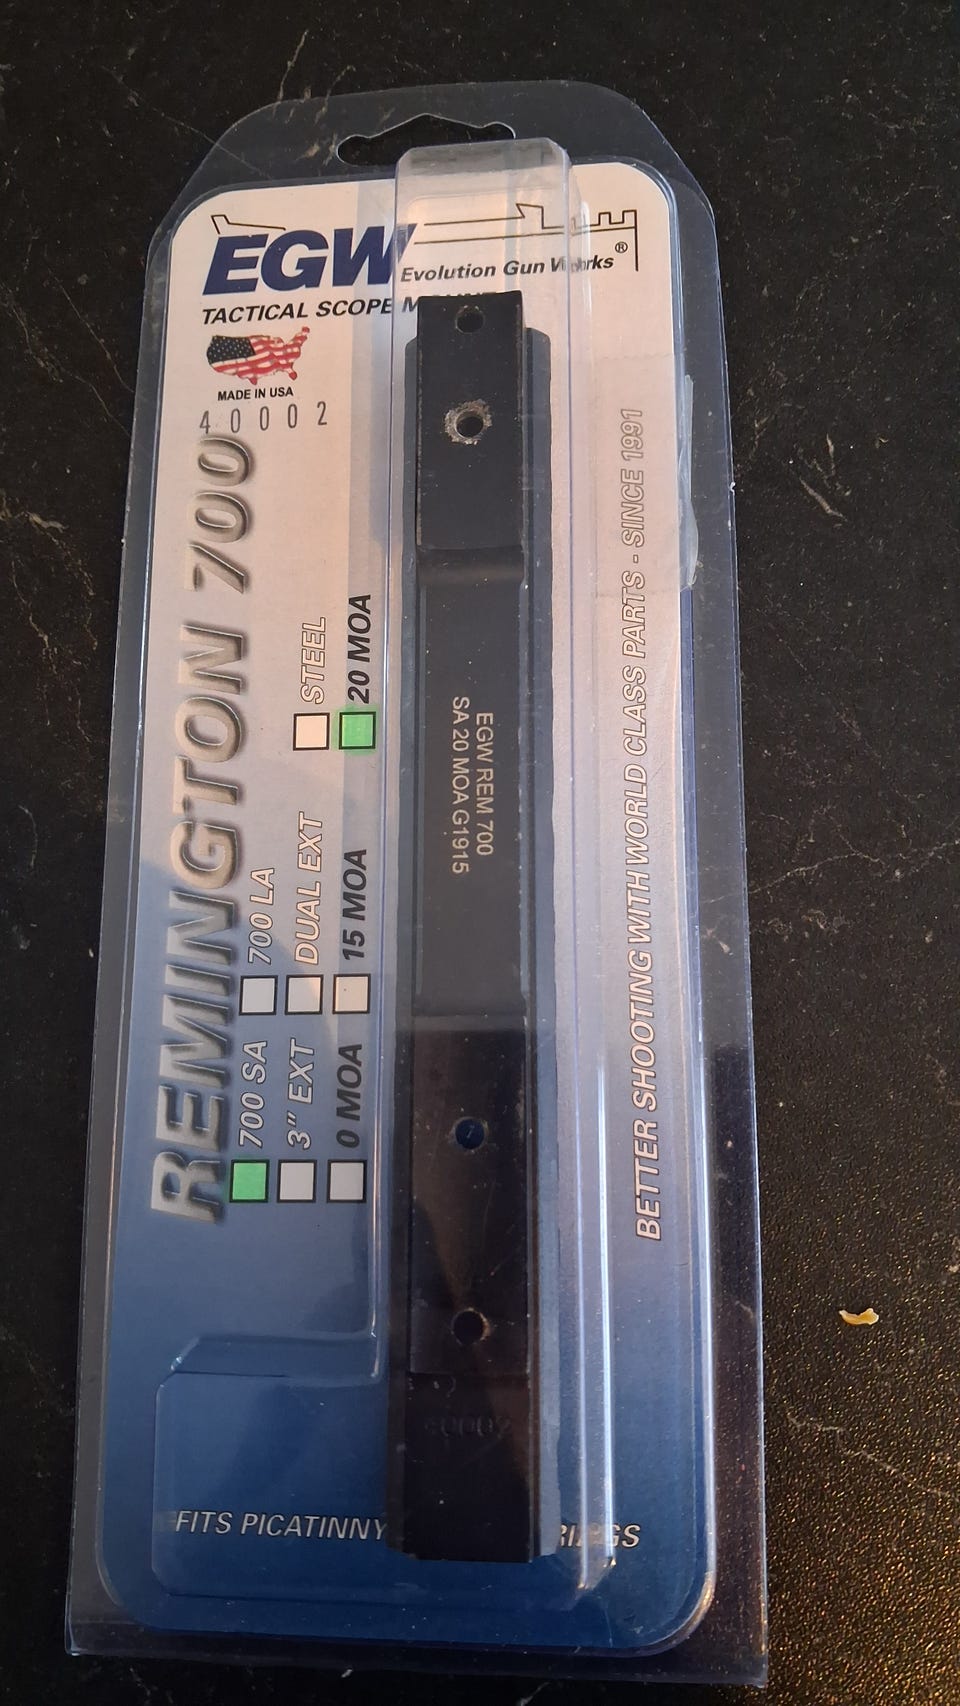 EGW
Evolution Gun Works®
TACTICAL SCOPE
MADE IN USA
40002
REMINGTON 700
700 SA
700 LA
3" EXT
DUAL EXT
STEEL
0 MOA
15 MOA
20 MOA
EGW REM 700
SA 20 MOA G1915
BETTER SHOOTING WITH WORLD CLASS PARTS - SINCE 1991
40002
FITS PICATINNY RINGS